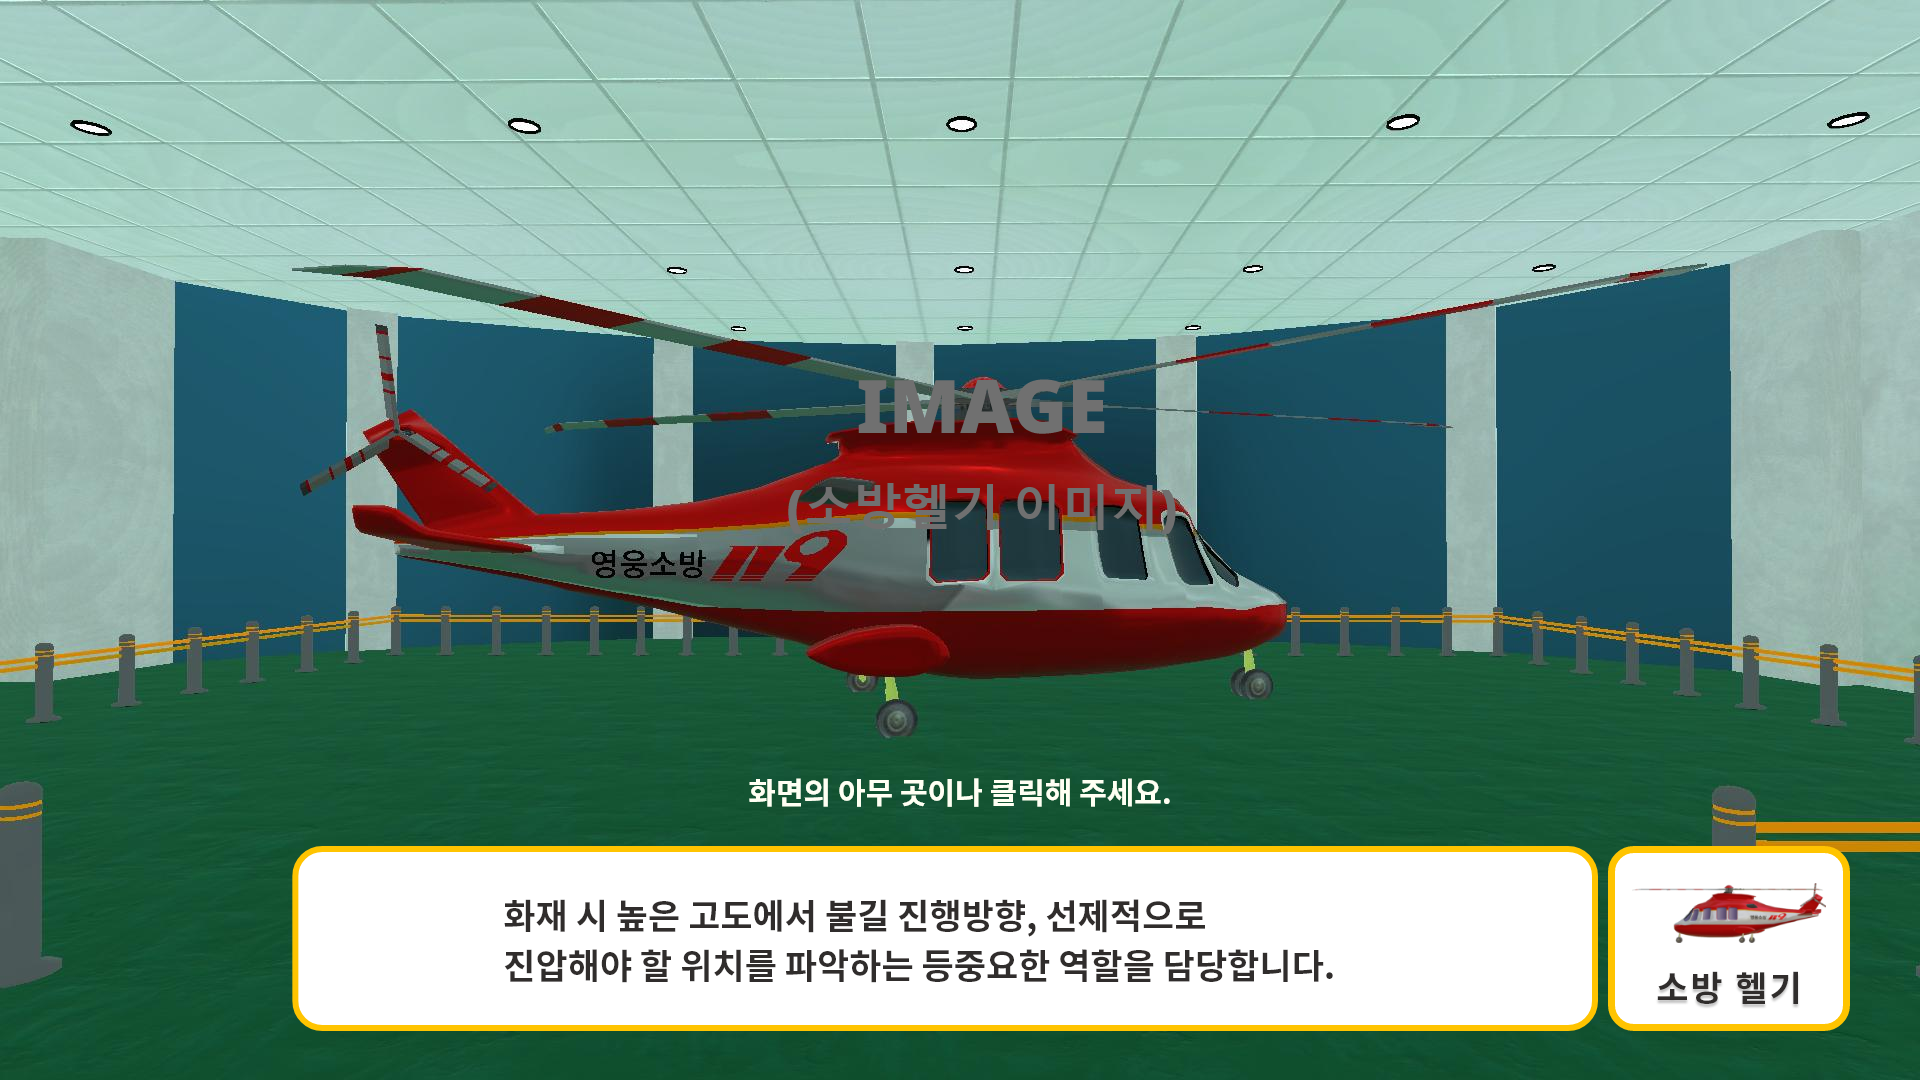 IMAGE
(소방헬기 이미지)
영웅소방 119
화면의 아무 곳이나 클릭해 주세요.
화재 시 높은 고도에서 불길 진행방향, 선제적으로
진압해야 할 위치를 파악하는 등중요한 역할을 담당합니다.
소방 헬기